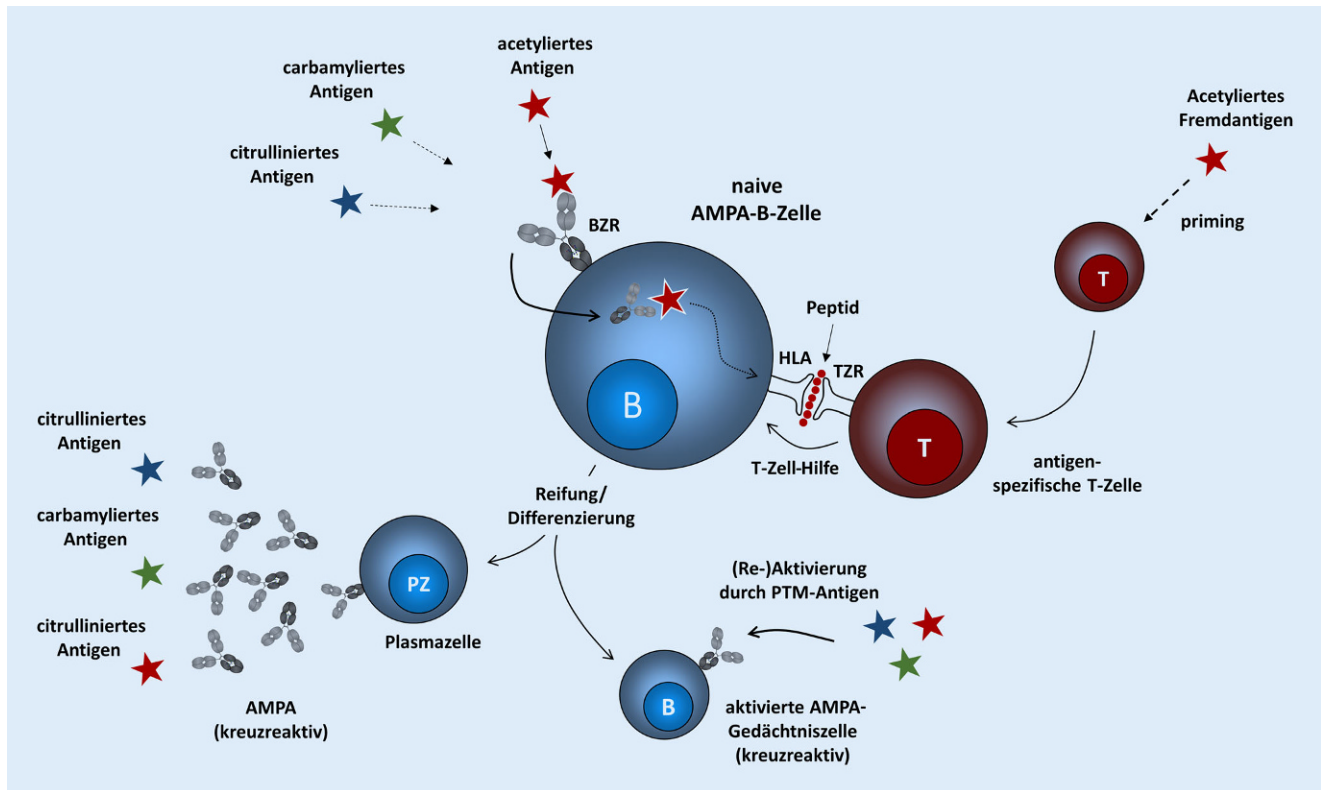 acetyliertes
Antigen
carbamyliertes
Antigen
citrulliniertes
Antigen
Acetyliertes
Fremdantigen
priming
naive
AMPA-B-Zelle
BZR
T
Peptid
HLA
TZR
B
T
T-Zell-Hilfe
antigen-
spezifische T-Zelle
Reifung/
Differenzierung
citrulliniertes
Antigen
carbamyliertes
Antigen
citrulliniertes
Antigen
AMPA
(kreuzreaktiv)
PZ
Plasmazelle
(Re-)Aktivierung
durch PTM-Antigen
B
aktivierte AMPA-
Gedächtniszelle
(kreuzreaktiv)